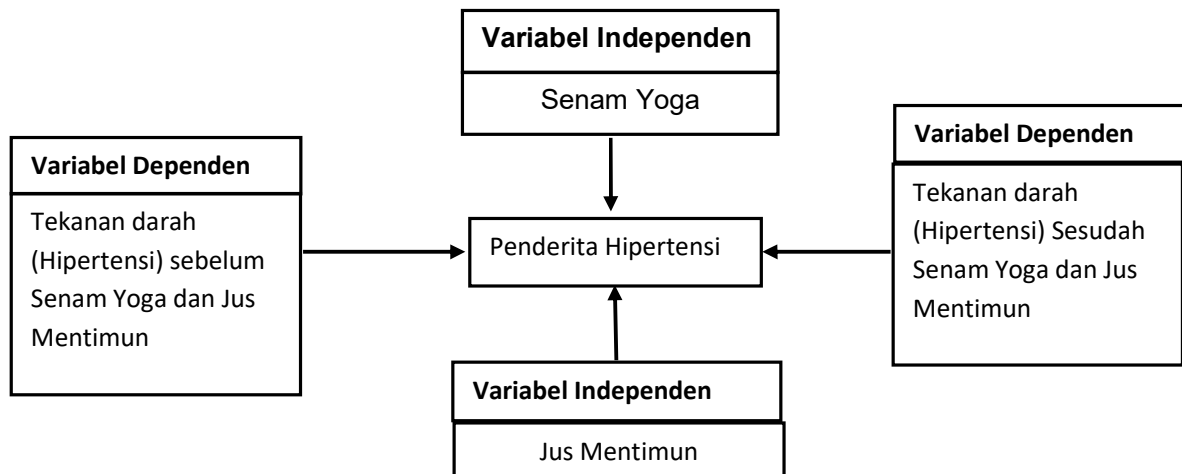 Variabel Independen
Senam Yoga
Variabel Dependen
Tekanan darah
(Hipertensi) sebelum
Senam Yoga dan Jus
Mentimun
Penderita Hipertensi
Variabel Dependen
Tekanan darah
(Hipertensi) Sesudah
Senam Yoga dan Jus
Mentimun
Variabel Independen
Jus Mentimun